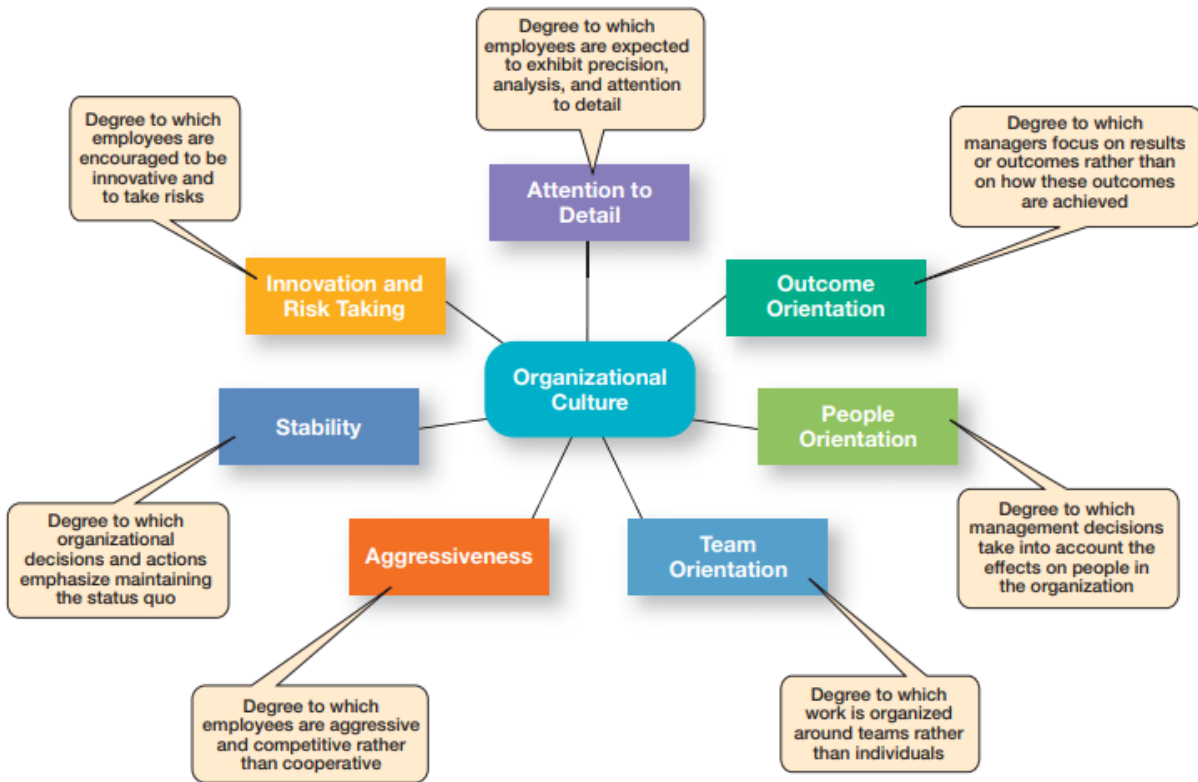 Degree to which
employees are expected
to exhibit precision,
analysis, and attention
to detail
Attention to
Detail
Degree to which
employees are
encouraged to be
innovative and
to take risks
Innovation and
Risk Taking
Degree to which
managers focus on results
or outcomes rather than
on how these outcomes
are achieved
Outcome
Orientation
Organizational
Culture
Stability
Degree to which
organizational
decisions and actions
emphasize maintaining
the status quo
People
Orientation
Degree to which
management decisions
take into account the
effects on people in
the organization
Aggressiveness
Degree to which
employees are aggressive
and competitive rather
than cooperative
Team
Orientation
Degree to which
work is organized
around teams rather
than individuals